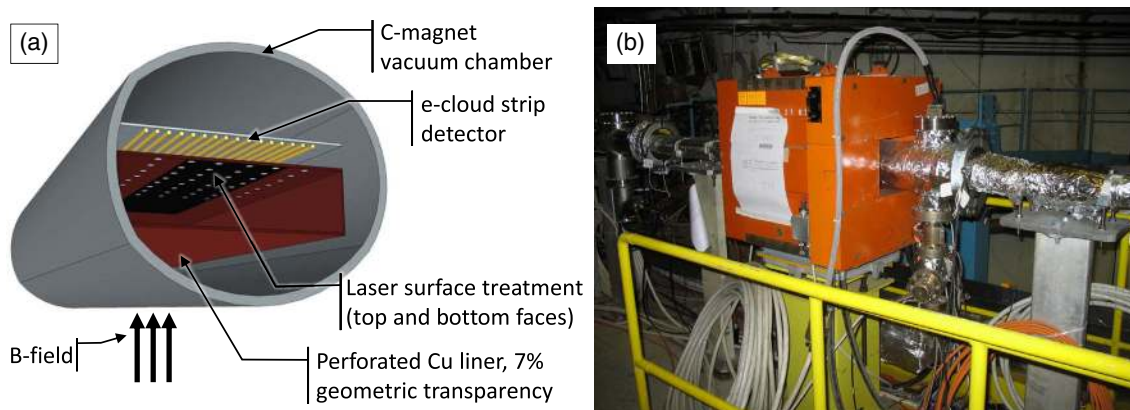 (a)
C-magnet
vacuum chamber
e-cloud strip
detector
Laser surface treatment
(top and bottom faces)
B-field
Perforated Cu liner, 7%
geometric transparency
(b)